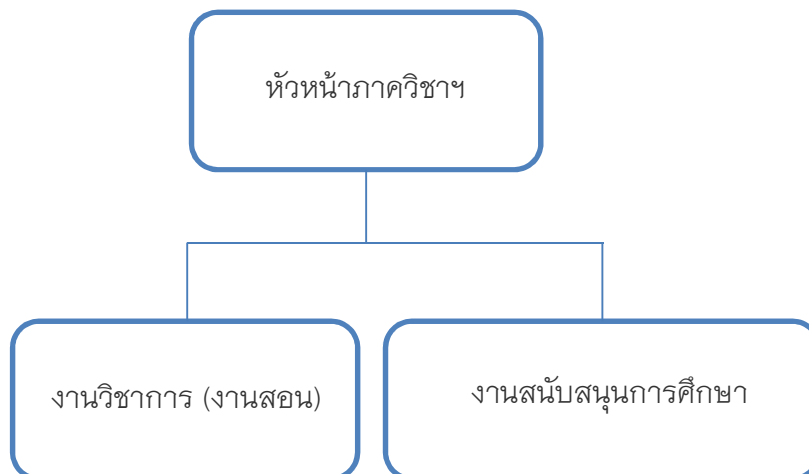 หัวหน้าภาควิชาฯ
งานวิชาการ (งานสอน)
งานสนับสนุนการศึกษา